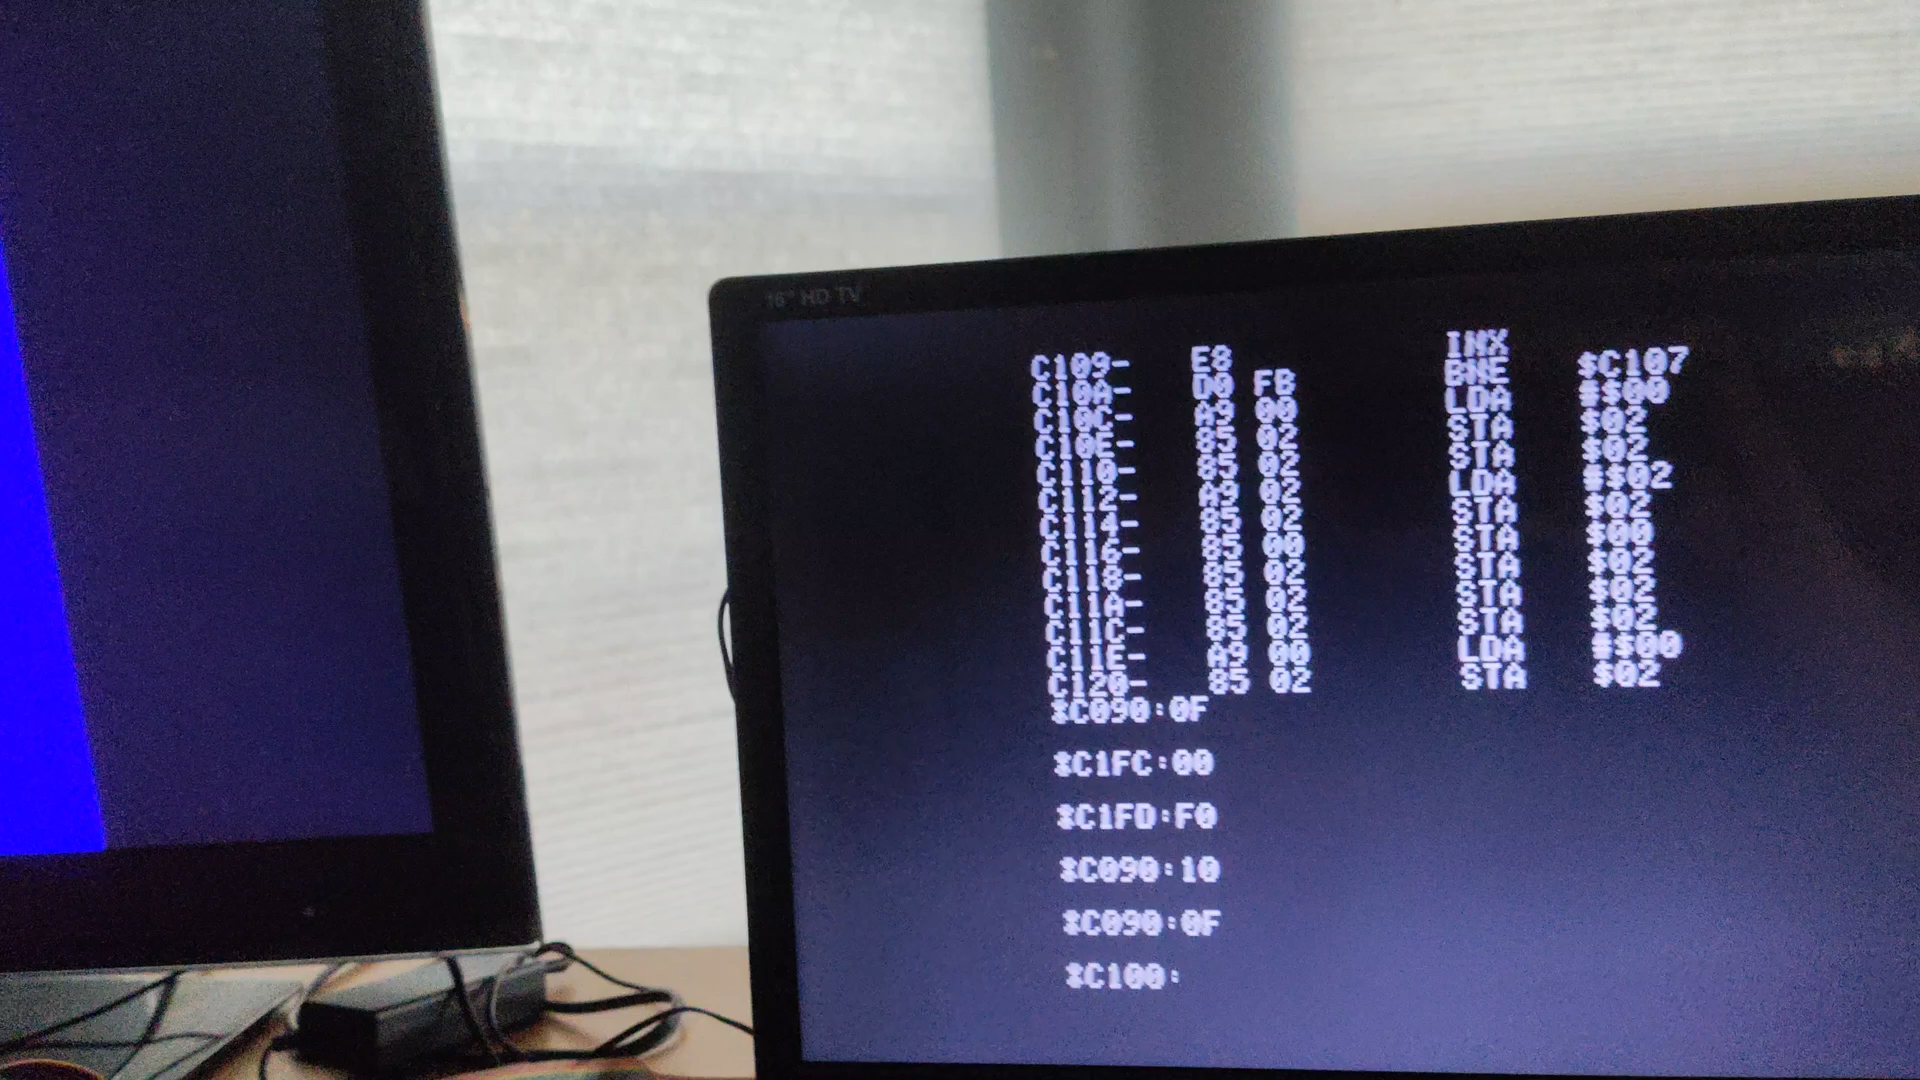 16" HD TV
C109- E8 INX
C10A- D0 FB BNE $C107
C10C- A9 00 LDA #$00
C10E- 85 02 STA $02
C110- 85 02 STA $02
C112- A9 02 LDA #$02
C114- 85 02 STA $02
C116- 85 00 STA $00
C118- 85 02 STA $02
C11A- 85 02 STA $02
C11C- 85 02 STA $02
C11E- A9 00 LDA #$00
C120- 85 02 STA $02
*C090:0F
*C1FC:00
*C1FD:F0
*C090:10
*C090:0F
*C100: